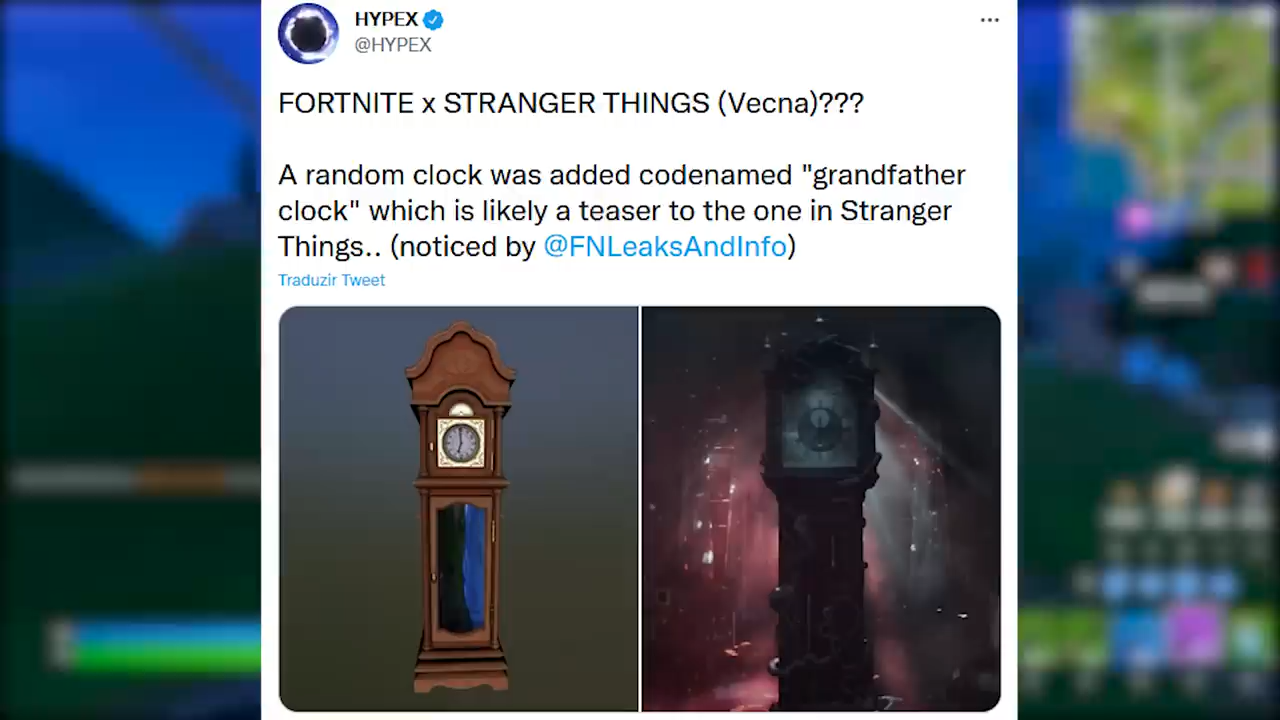 HYPEX
@HYPEX
FORTNITE x STRANGER THINGS (Vecna)???
A random clock was added codenamed "grandfather
clock" which is likely a teaser to the one in Stranger
Things.. (noticed by @FNLeaksAndInfo)
Traduzir Tweet